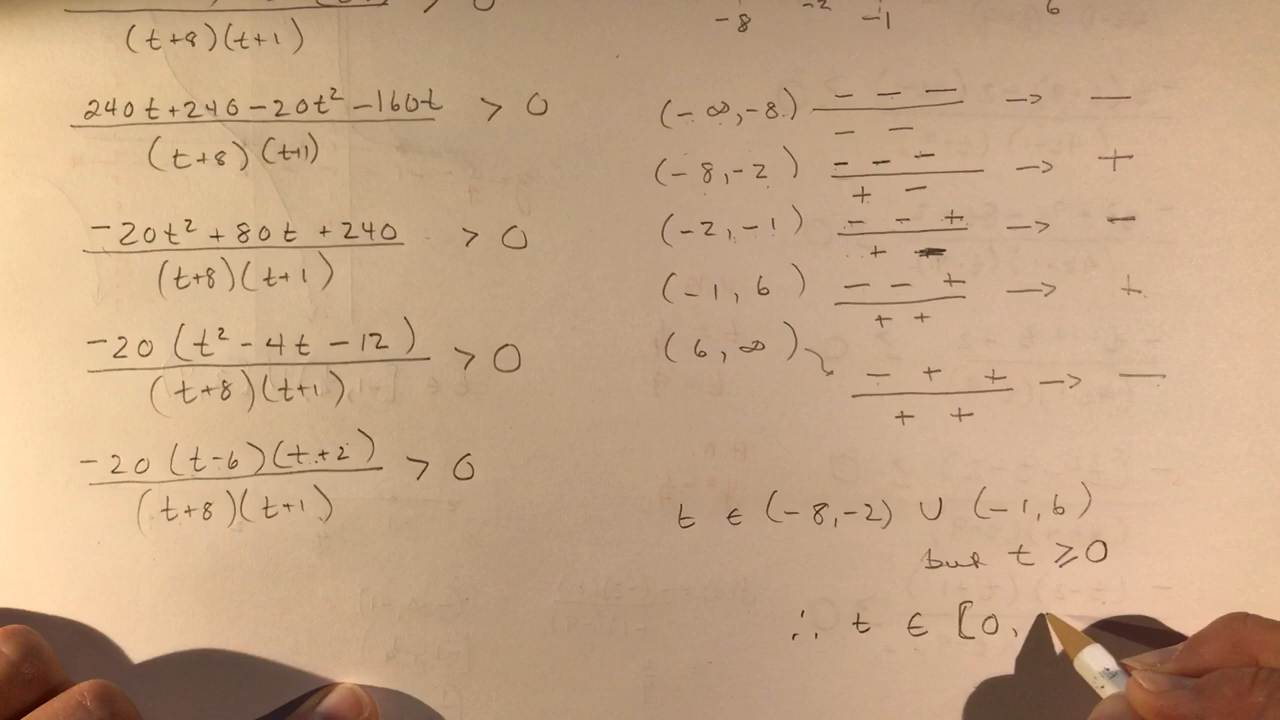 > 0
(t+8)(t+1)
240t+240-20t²-160t > 0
(t+8)(t+1)
-20t²+80t+240 > 0
(t+8)(t+1)
-20(t²-4t-12) > 0
(t+8)(t+1)
-20(t-6)(t+2) > 0
(t+8)(t+1)
-8 -2 -1 6
(-∞,-8) - - - → -
- -
(-8,-2) - - - → +
+ -
(-2,-1) - - + → -
+ -
(-1,6) - - + → +
+ +
(6,∞)
- + + → -
+ +
t ∈ (-8,-2) ∪ (-1,6)
but t ≥ 0
∴ t ∈ [0,